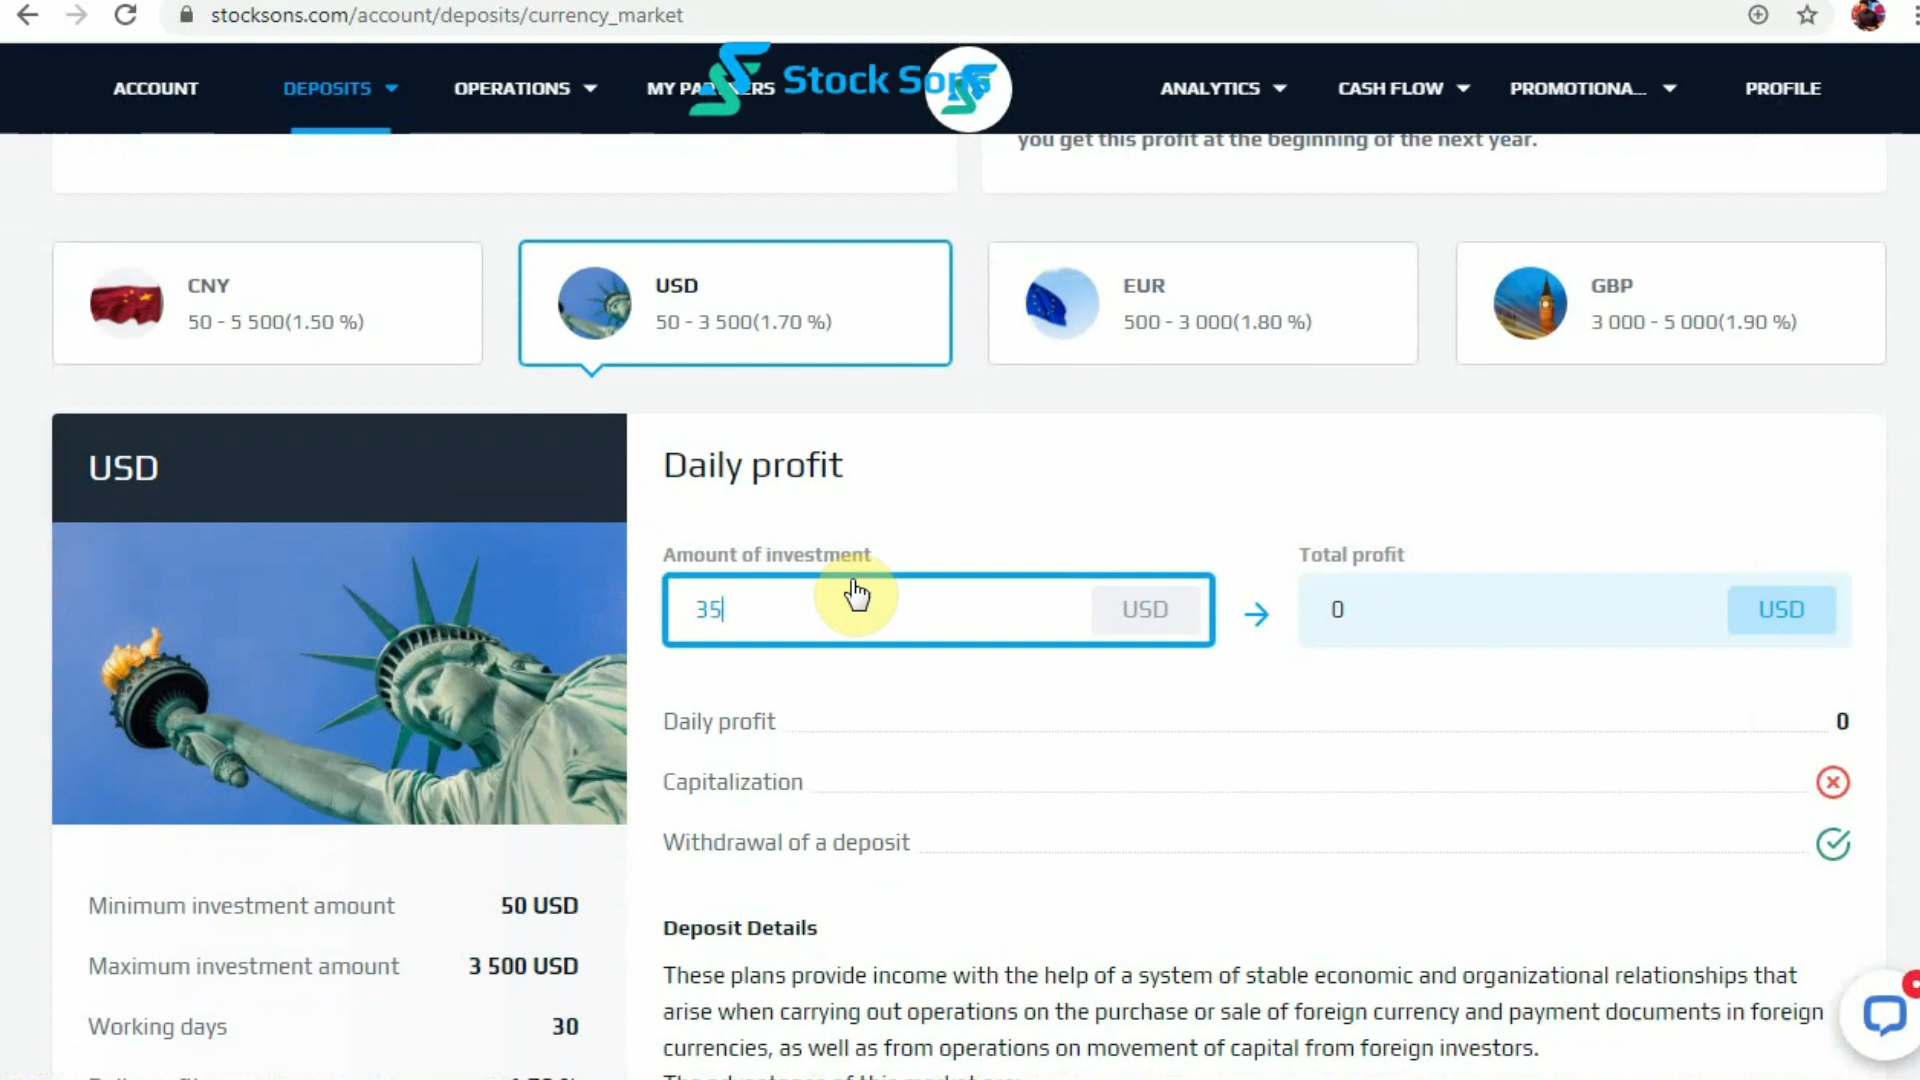 stocksons.com/account/deposits/currency_market
ACCOUNT
DEPOSITS
OPERATIONS
MY PARTNERS
Stock Sons
ANALYTICS
CASH FLOW
PROMOTIONA...
PROFILE
you get this profit at the beginning of the next year.
CNY
50 - 5 500(1.50 %)
USD
50 - 3 500(1.70 %)
EUR
500 - 3 000(1.80 %)
GBP
3 000 - 5 000(1.90 %)
USD
Daily profit
Amount of investment
35
USD
Total profit
0
USD
Daily profit 0
Capitalization
Withdrawal of a deposit
Minimum investment amount 50 USD
Maximum investment amount 3 500 USD
Working days 30
Deposit Details
These plans provide income with the help of a system of stable economic and organizational relationships that
arise when carrying out operations on the purchase or sale of foreign currency and payment documents in foreign
currencies, as well as from operations on movement of capital from foreign investors.